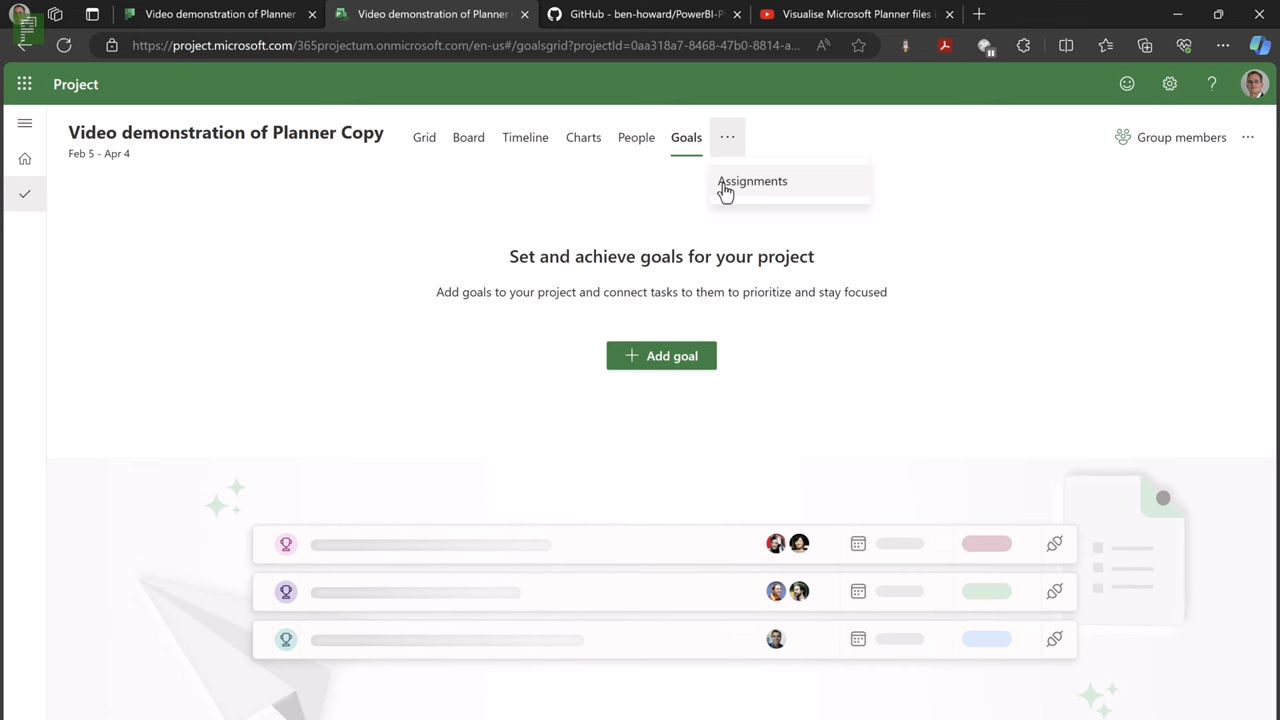 Video demonstration of Planner
Video demonstration of Planner
GitHub - ben-howard/PowerBI-P
Visualise Microsoft Planner files
https://project.microsoft.com/365projectum.onmicrosoft.com/en-us#/goalsgrid?projectId=0aa318a7-8468-47b0-8814-a...
Project
Video demonstration of Planner Copy
Feb 5 - Apr 4
Grid
Board
Timeline
Charts
People
Goals
Group members
Assignments
Set and achieve goals for your project
Add goals to your project and connect tasks to them to prioritize and stay focused
Add goal